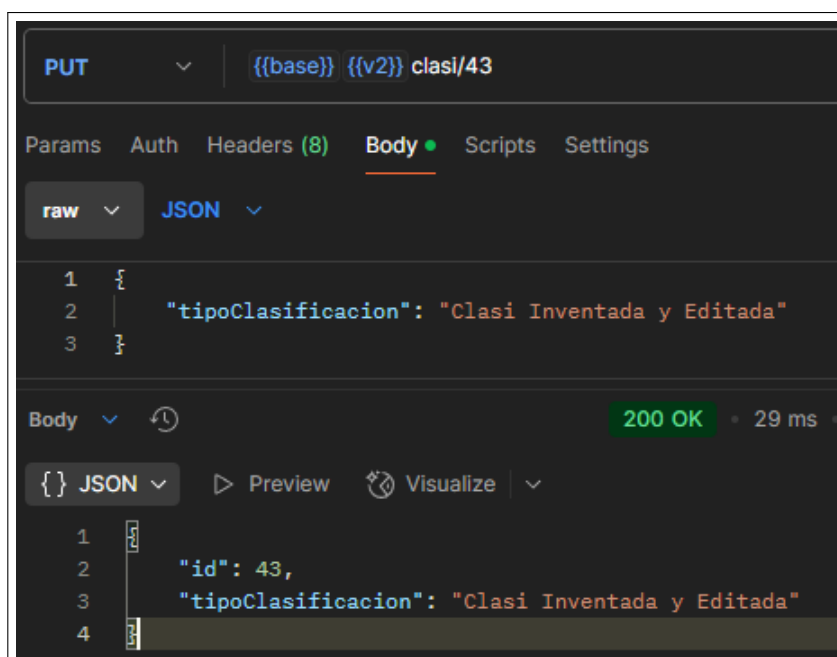 PUT {{base}} {{v2}} clasi/43
Params Auth Headers (8) Body Scripts Settings
raw JSON
1 {
2 "tipoClasificacion": "Clasi Inventada y Editada"
3 }
Body 200 OK • 29 ms •
{} JSON Preview Visualize
1 {
2 "id": 43,
3 "tipoClasificacion": "Clasi Inventada y Editada"
4 }